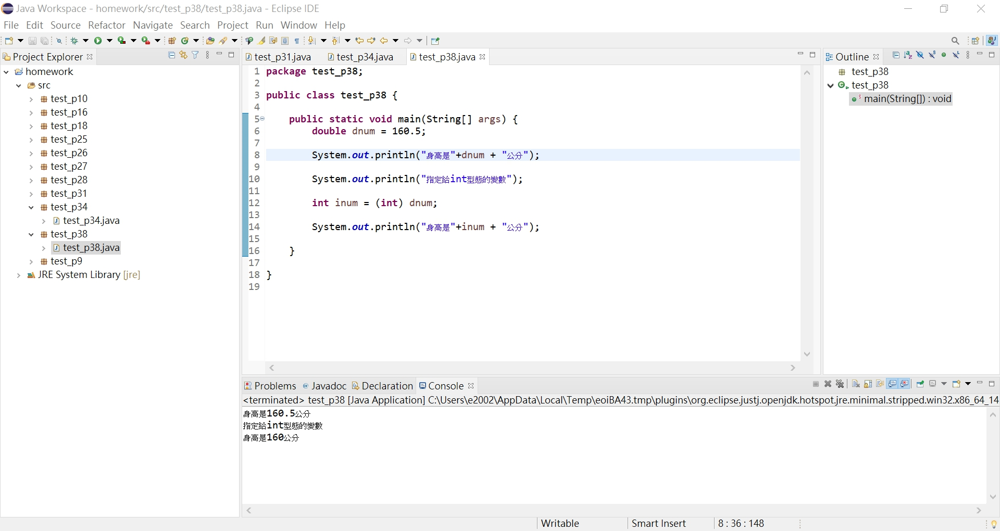 Java Workspace - homework/src/test_p38/test_p38.java - Eclipse IDE
File Edit Source Refactor Navigate Search Project Run Window Help
Project Explorer
homework
src
test_p10
test_p16
test_p18
test_p25
test_p26
test_p27
test_p28
test_p31
test_p34
test_p34.java
test_p38
test_p38.java
test_p9
JRE System Library [jre]
test_p31.java test_p34.java test_p38.java
1 package test_p38;
2
3 public class test_p38 {
4
5 public static void main(String[] args) {
6 double dnum = 160.5;
7
8 System.out.println("身高是"+dnum + "公分");
9
10 System.out.println("指定給int型態的變數");
11
12 int inum = (int) dnum;
13
14 System.out.println("身高是"+inum + "公分");
15
16 }
17
18 }
19
Outline
test_p38
test_p38
main(String[]) : void
Problems @ Javadoc Declaration Console
<terminated> test_p38 [Java Application] C:\Users\e2002\AppData\Local\Temp\eoiBA43.tmp\plugins\org.eclipse.justj.openjdk.hotspot.jre.minimal.stripped.win32.x86_64_14
身高是160.5公分
指定給int型態的變數
身高是160公分
Writable Smart Insert 8 : 36 : 148